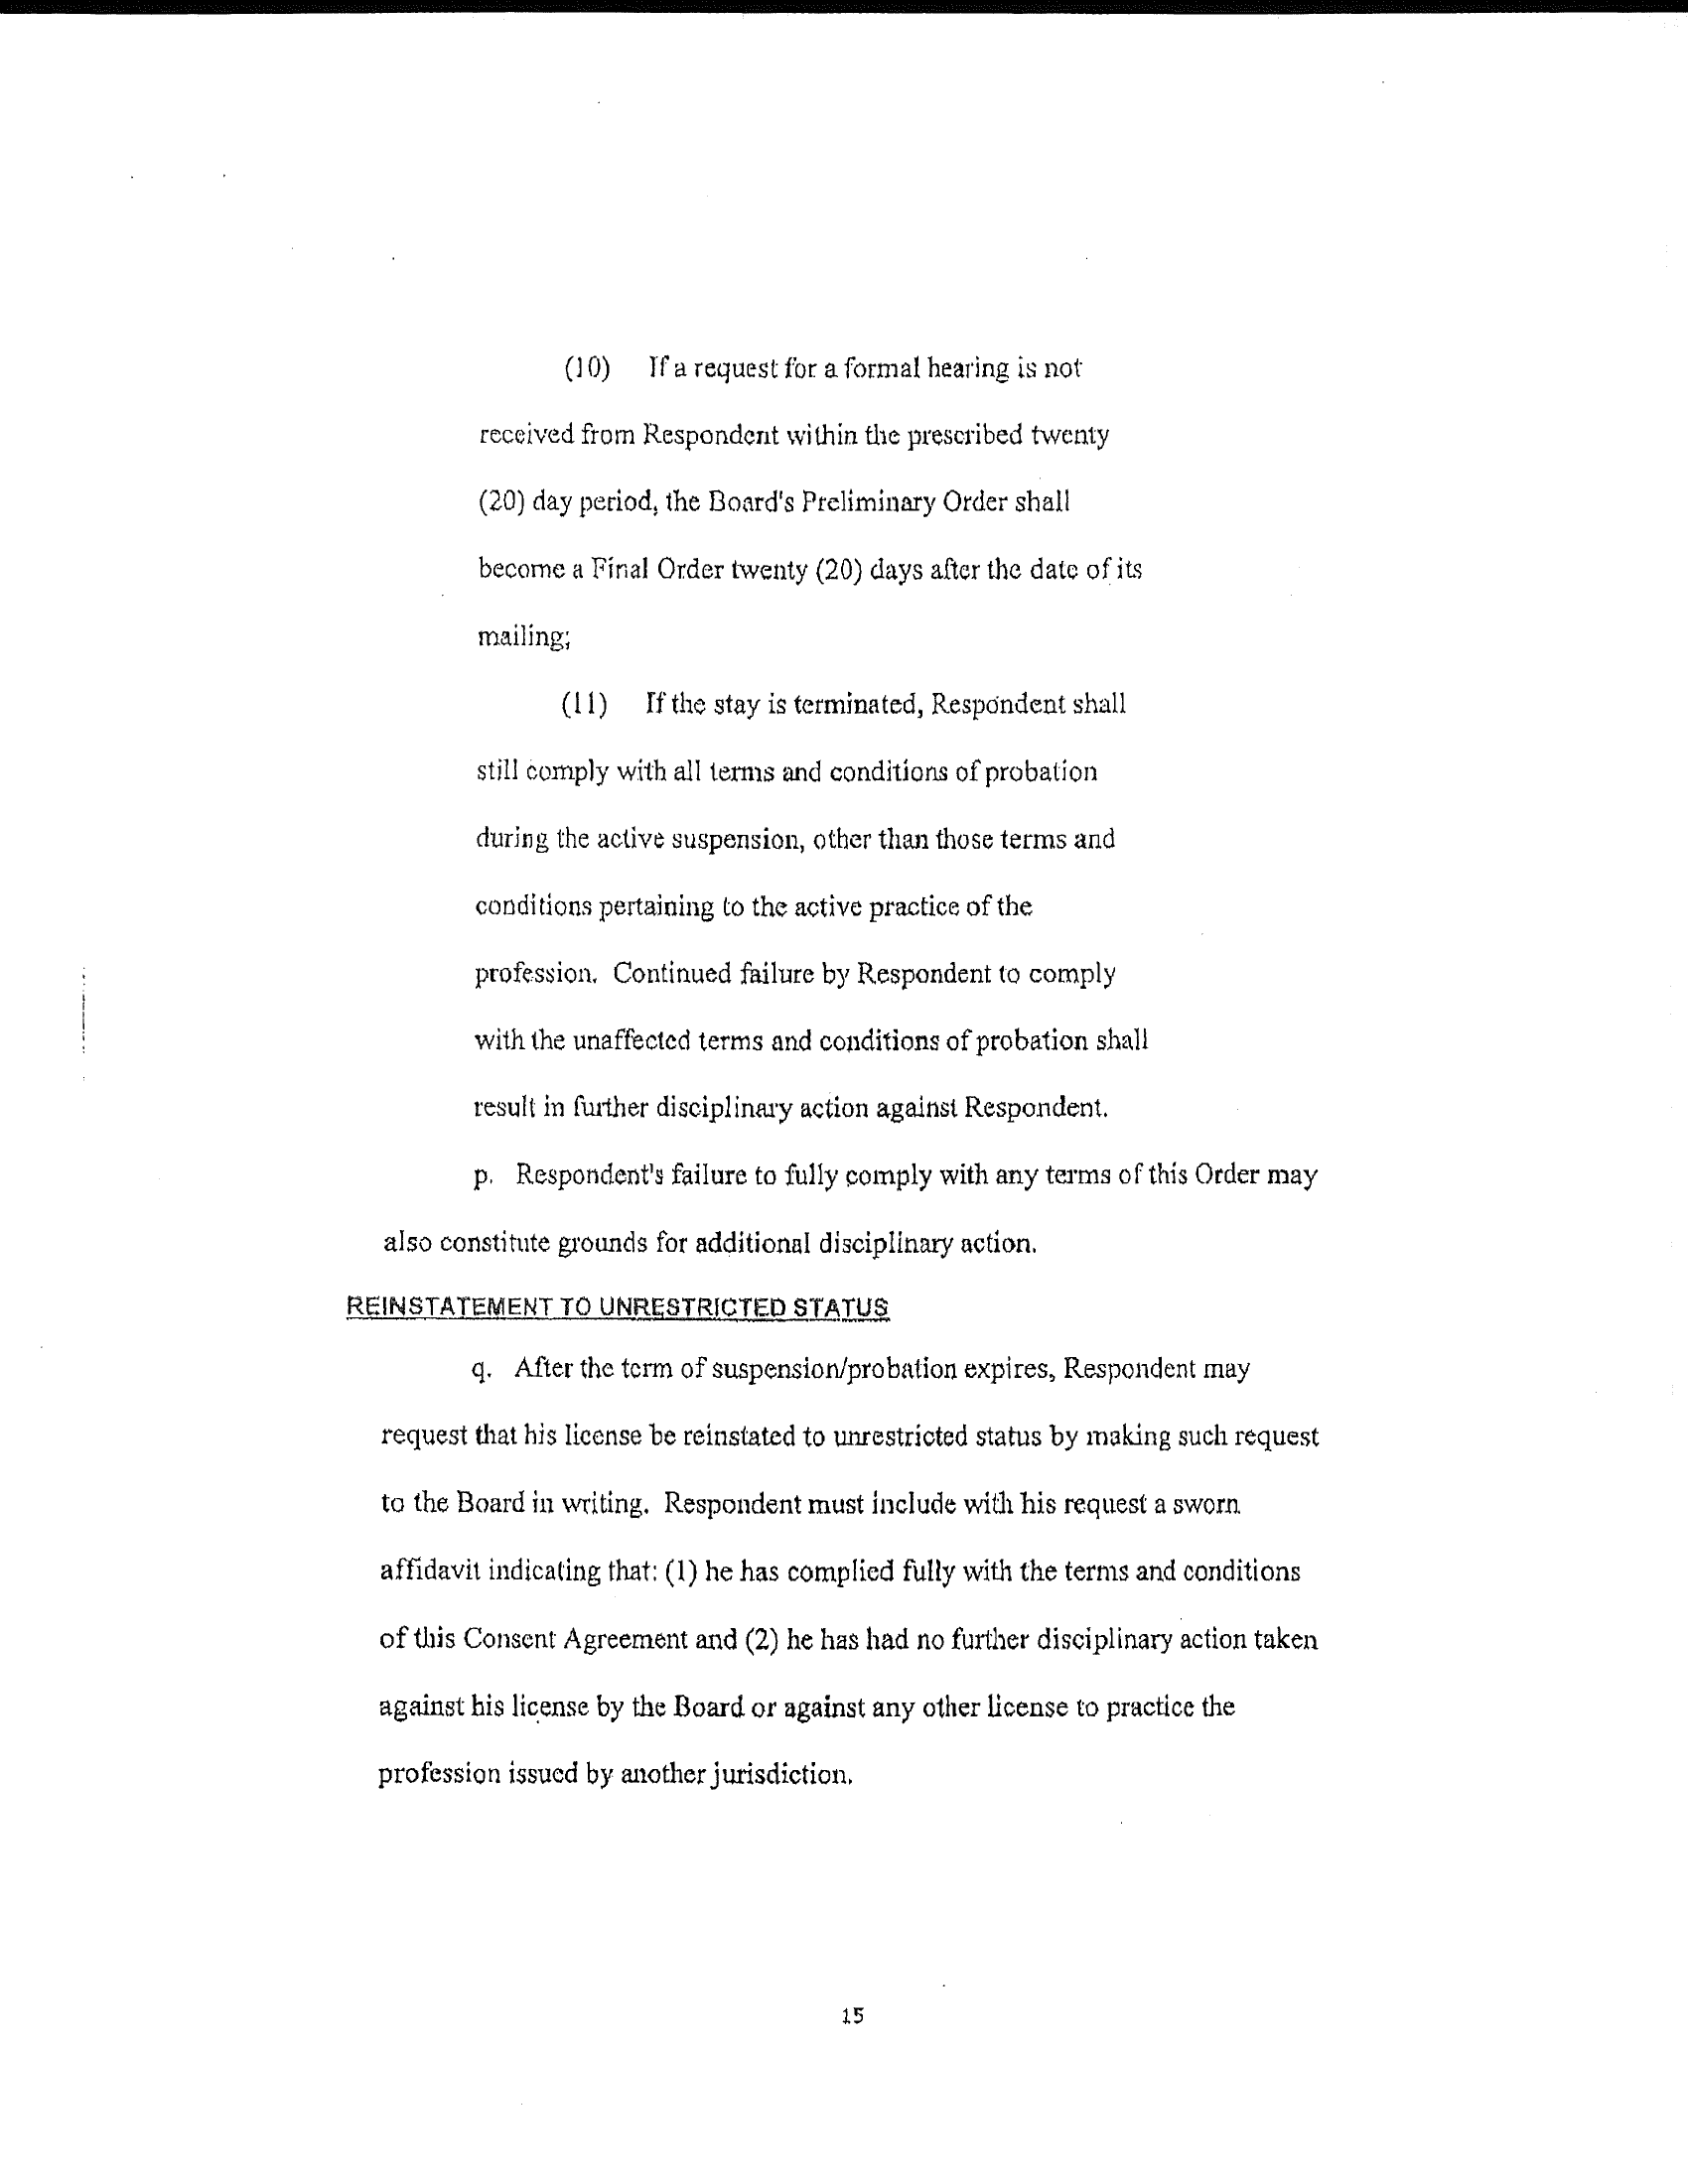 (10) If a request for a formal hearing is not
received from Respondent within the prescribed twenty
(20) day period, the Board's Preliminary Order shall
become a Final Order twenty (20) days after the date of its
mailing;
(11) If the stay is terminated, Respondent shall
still comply with all terms and conditions of probation
during the active suspension, other than those terms and
conditions pertaining to the active practice of the
profession. Continued failure by Respondent to comply
with the unaffected terms and conditions of probation shall
result in further disciplinary action against Respondent.
p. Respondent's failure to fully comply with any terms of this Order may
also constitute grounds for additional disciplinary action.
REINSTATEMENT TO UNRESTRICTED STATUS
q. After the term of suspension/probation expires, Respondent may
request that his license be reinstated to unrestricted status by making such request
to the Board in writing. Respondent must include with his request a sworn
affidavit indicating that: (1) he has complied fully with the terms and conditions
of this Consent Agreement and (2) he has had no further disciplinary action taken
against his license by the Board or against any other license to practice the
profession issued by another jurisdiction.
15